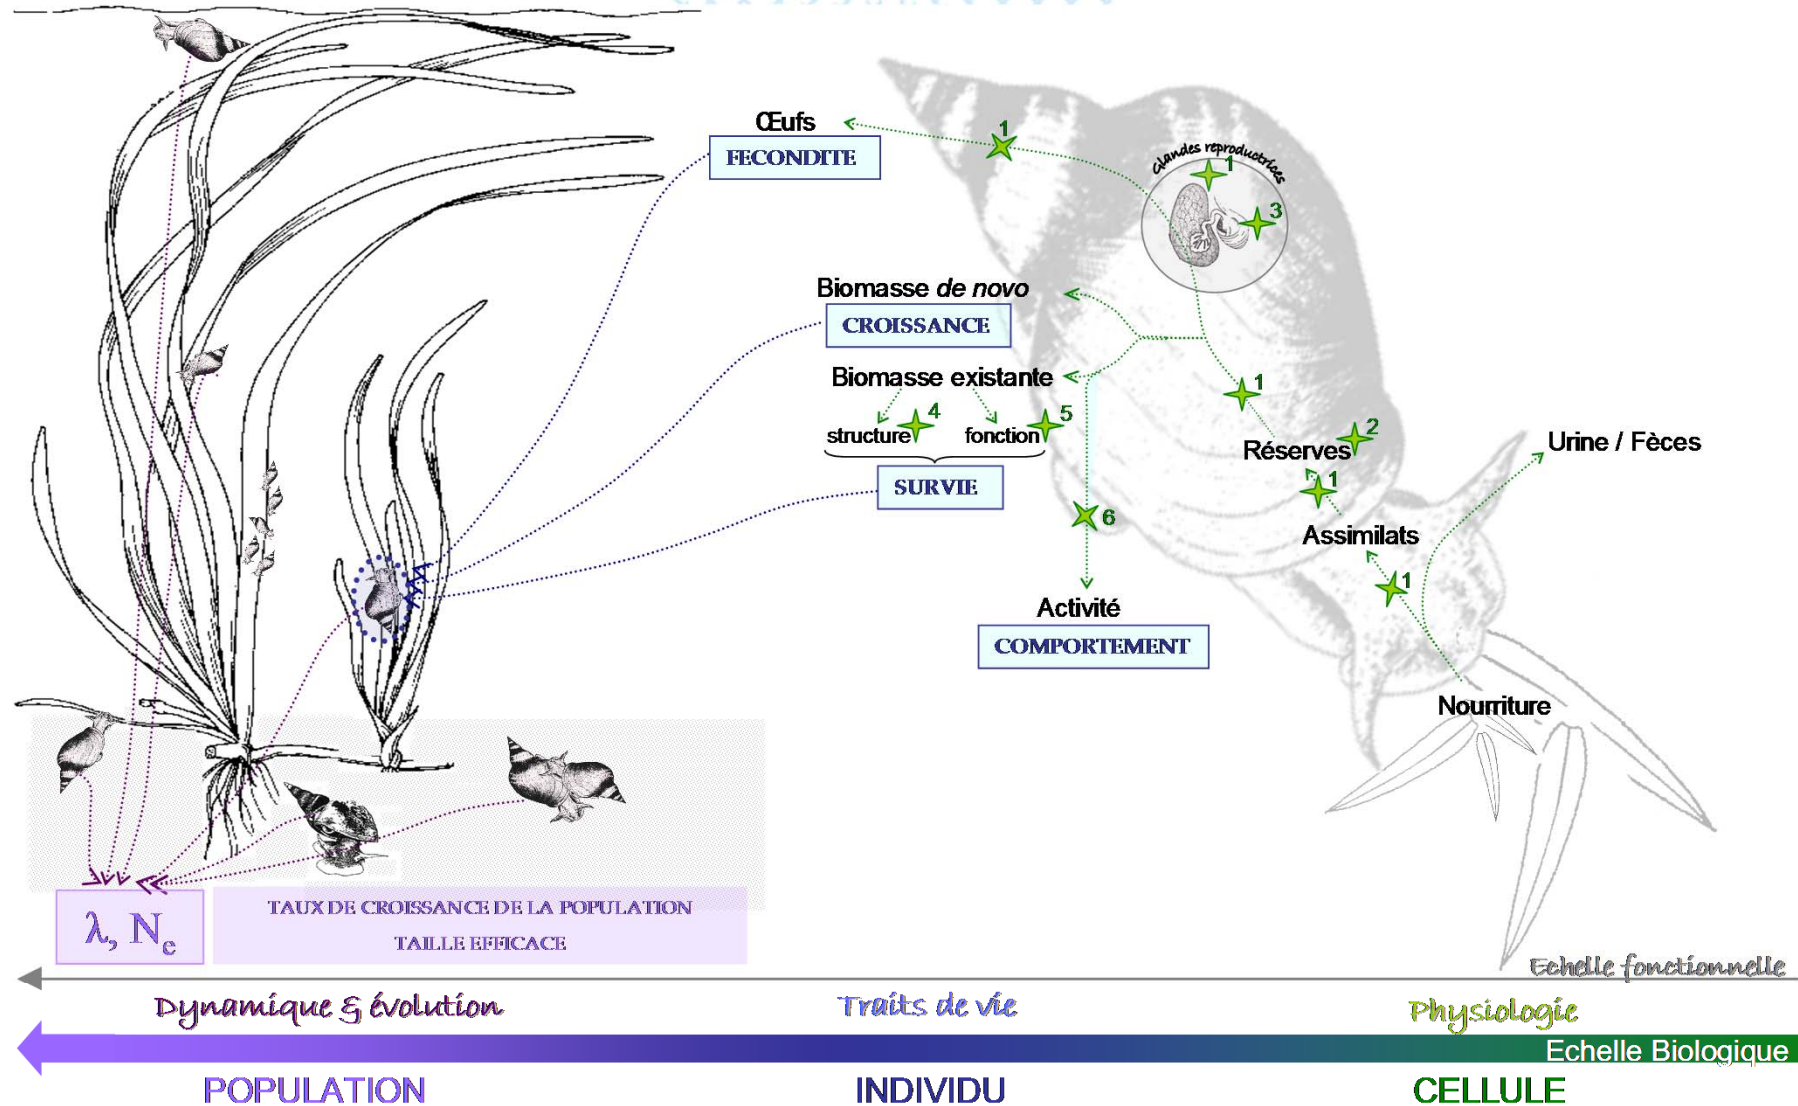 Œufs
FECONDITE
1
Glandes reproductrices
1
3
Biomasse de novo
CROISSANCE
Biomasse existante
structure
4
fonction
5
SURVIE
1
Réserves
2
1
Urine / Fèces
Assimilats
6
1
Activité
COMPORTEMENT
Nourriture
λ, Ne
TAUX DE CROISSANCE DE LA POPULATION
TAILLE EFFICACE
Echelle fonctionnelle
Dynamique & évolution
Traits de vie
Physiologie
Echelle Biologique
POPULATION
INDIVIDU
CELLULE